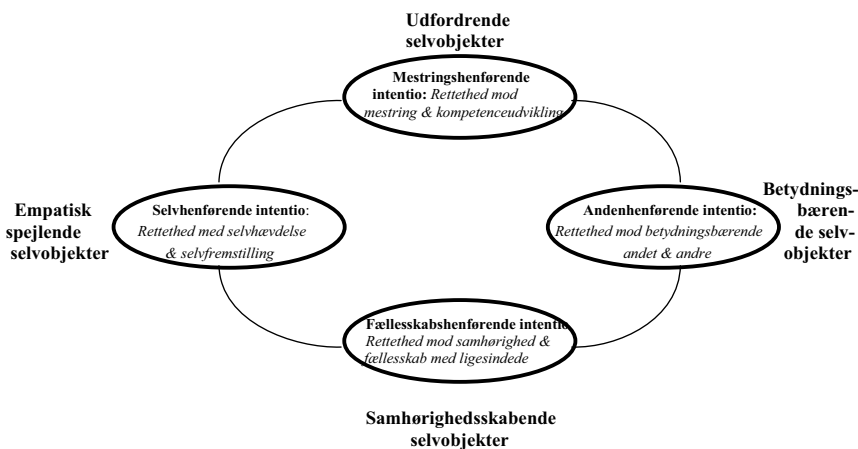 Udfordrende
selvobjekter
Mestringshenførende
intentio: Rettethed mod
mestring & kompetenceudvikling
Empatisk
spejlende
selvobjekter
Selvhenførende intentio:
Rettethed med selvhævdelse
& selvfremstilling
Andenhenførende intentio:
Rettethed mod betydningsbærende
andet & andre
Betydnings-
bæren-
de selv-
objekter
Fællesskabshenførende intentio
Rettethed mod samhørighed &
fællesskab med ligesindede
Samhørighedsskabende
selvobjekter